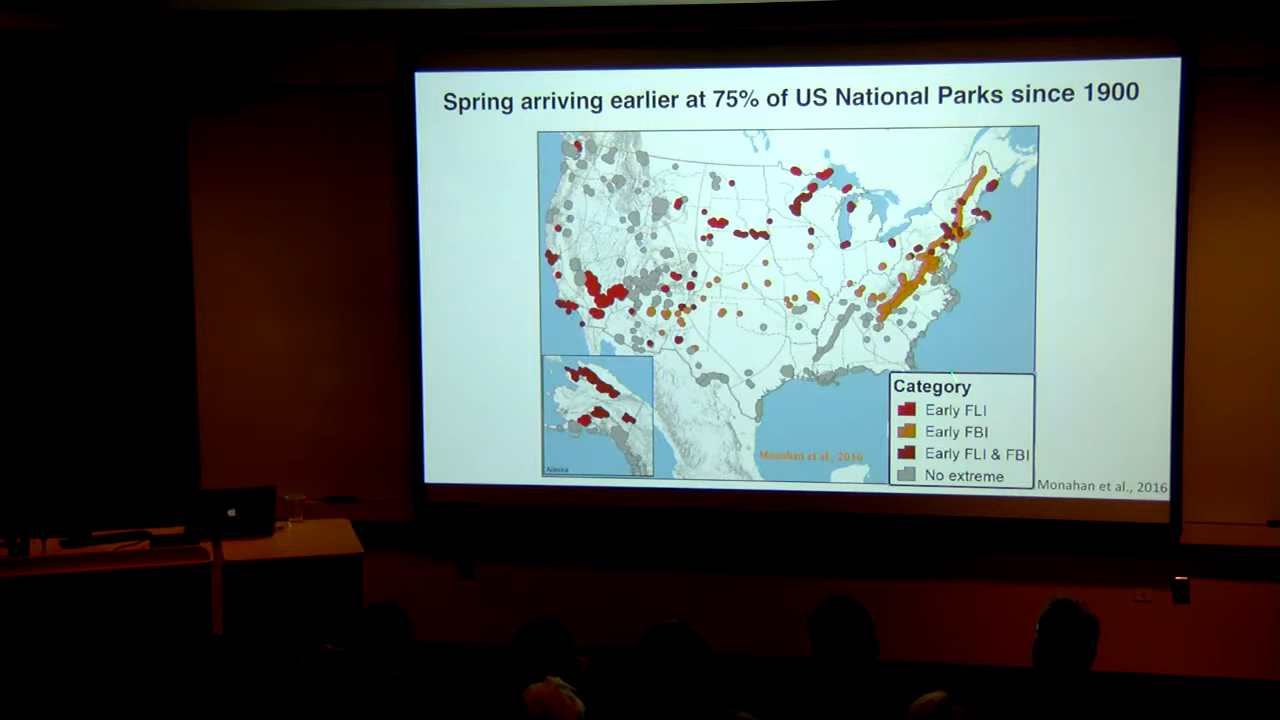 Spring arriving earlier at 75% of US National Parks since 1900
Category
Early FLI
Early FBI
Early FLI & FBI
No extreme
Alaska
Monahan et al., 2016
Monahan et al., 2016